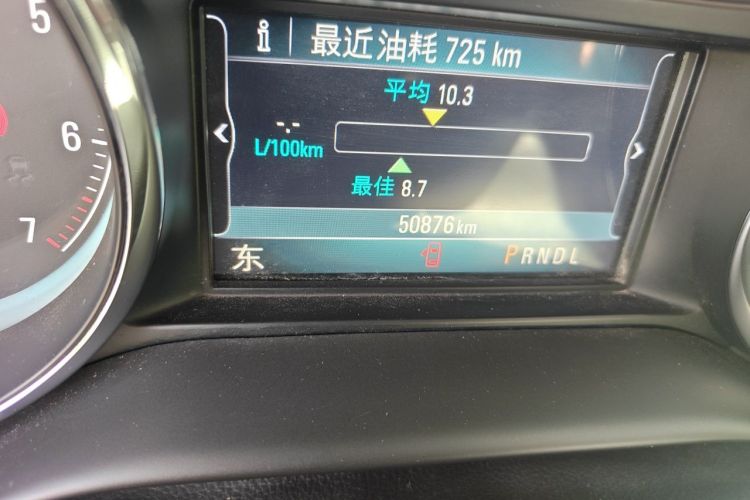 5
6
7
i 最近油耗 725 km
平均 10.3
-.-
L/100km
最佳 8.7
50876 km
东
PRNDL